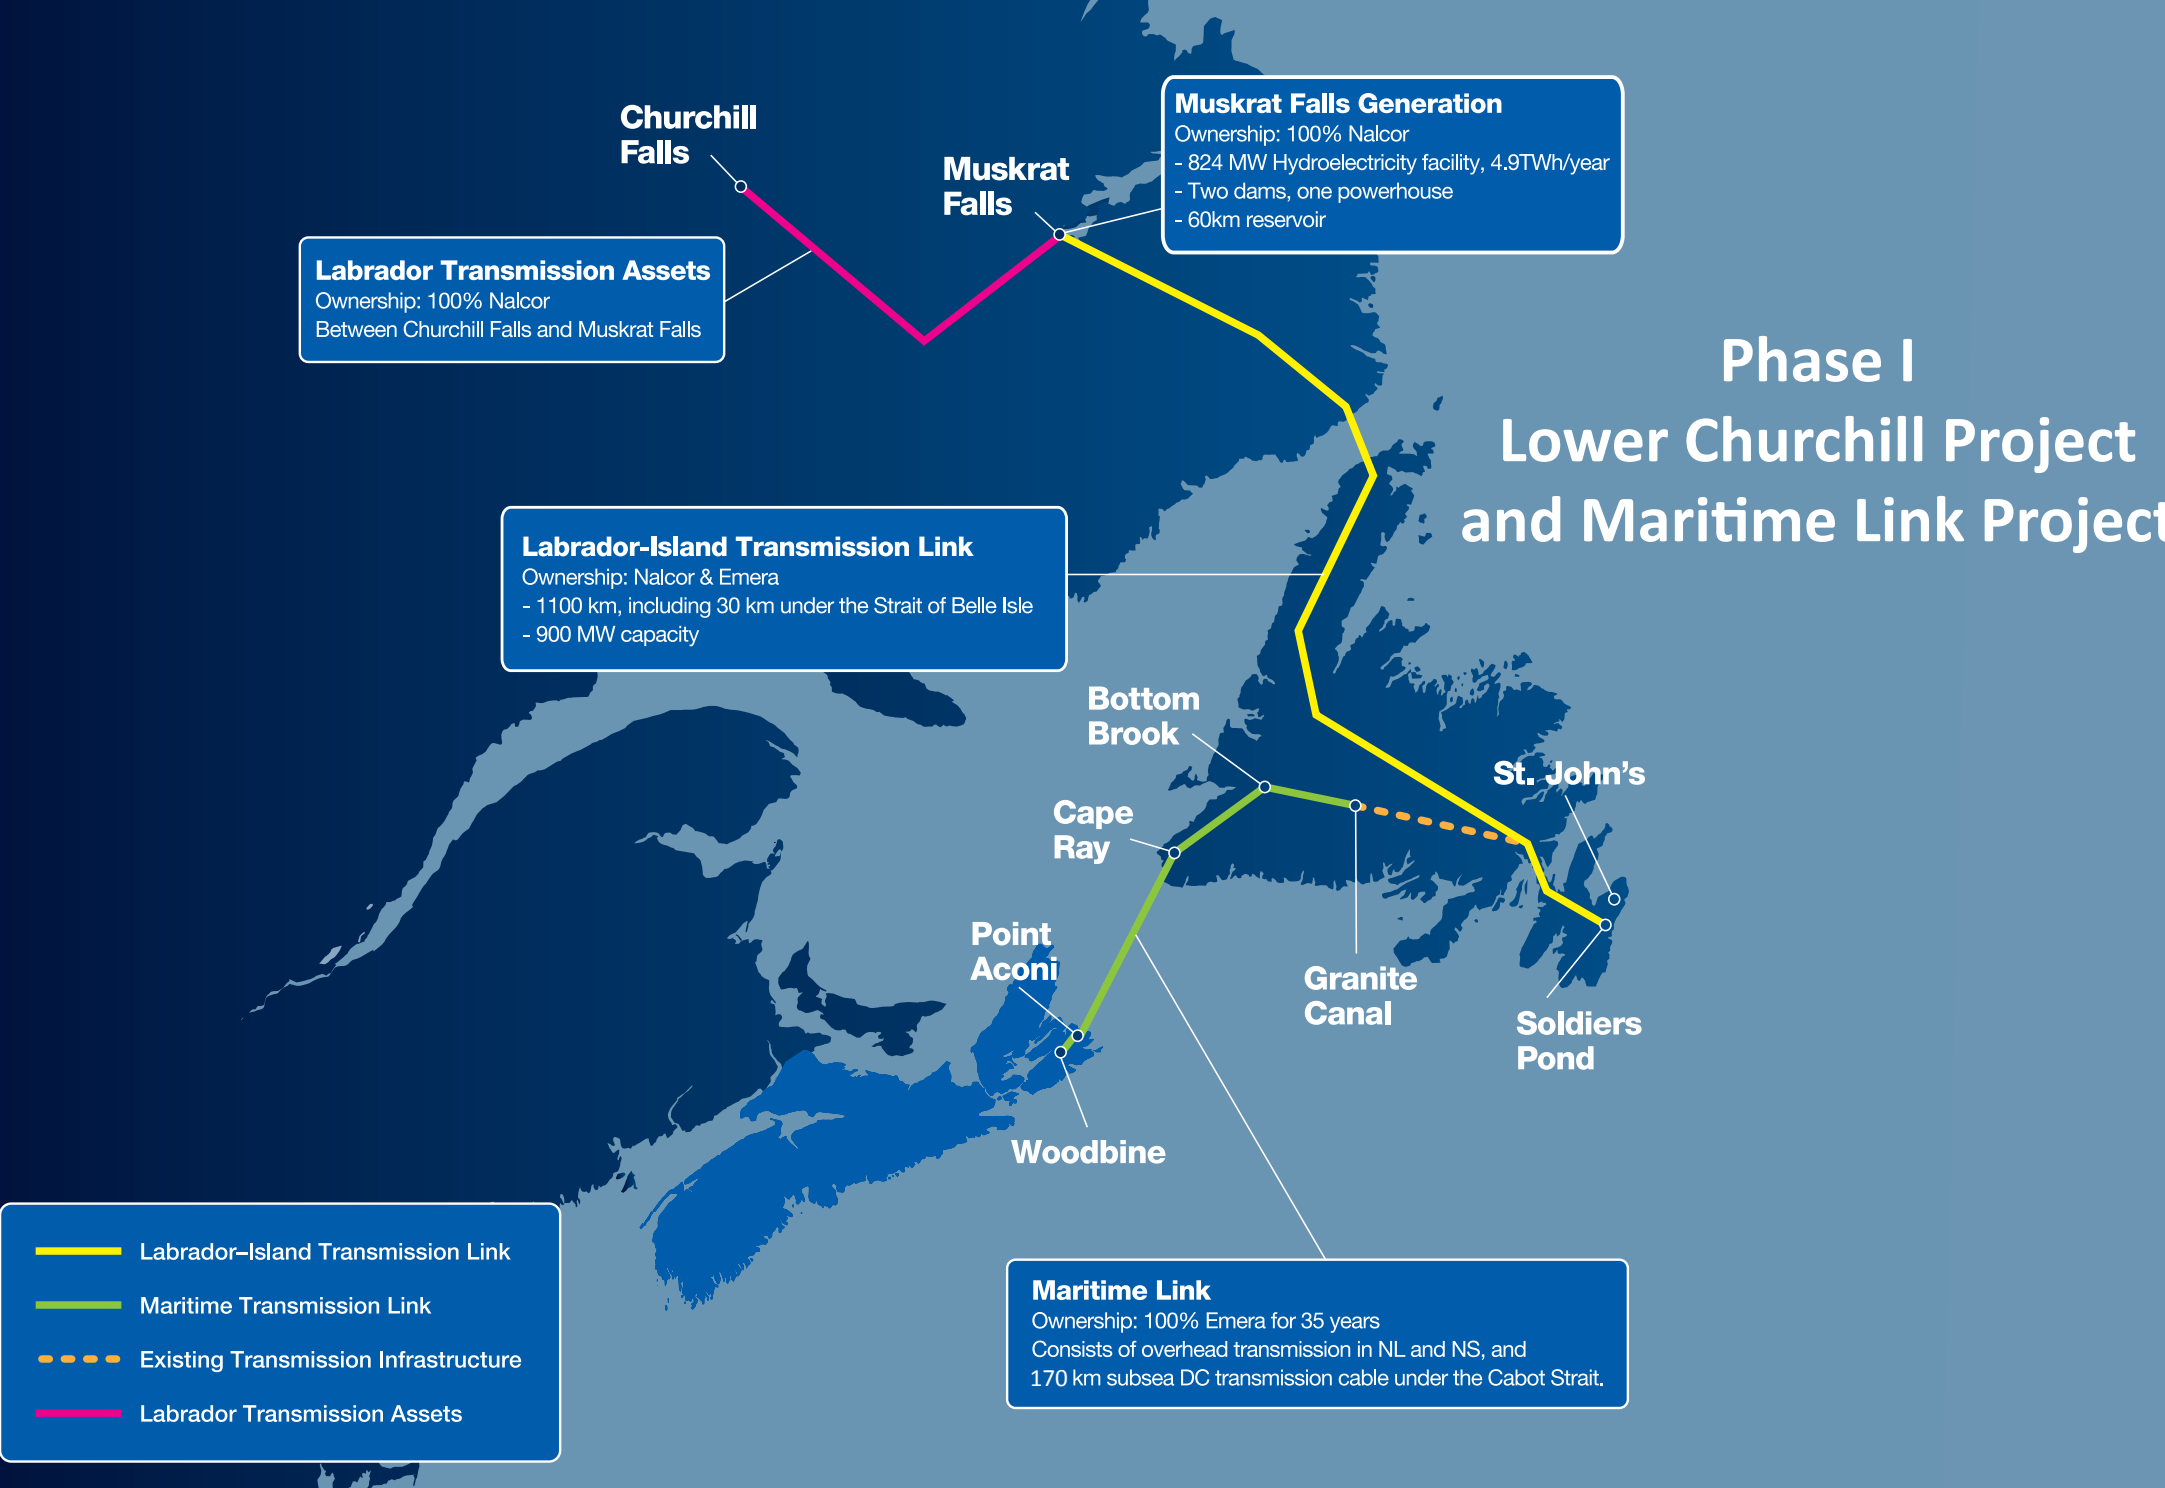 Churchill
Falls
Muskrat
Falls
Muskrat Falls Generation
Ownership: 100% Nalcor
- 824 MW Hydroelectricity facility, 4.9TWh/year
- Two dams, one powerhouse
- 60km reservoir
Labrador Transmission Assets
Ownership: 100% Nalcor
Between Churchill Falls and Muskrat Falls
Phase I
Lower Churchill Project
and Maritime Link Project
Labrador-Island Transmission Link
Ownership: Nalcor & Emera
- 1100 km, including 30 km under the Strait of Belle Isle
- 900 MW capacity
Bottom
Brook
St. John's
Cape
Ray
Point
Aconi
Granite
Canal
Soldiers
Pond
Woodbine
Labrador–Island Transmission Link
Maritime Transmission Link
Existing Transmission Infrastructure
Labrador Transmission Assets
Maritime Link
Ownership: 100% Emera for 35 years
Consists of overhead transmission in NL and NS, and
170 km subsea DC transmission cable under the Cabot Strait.